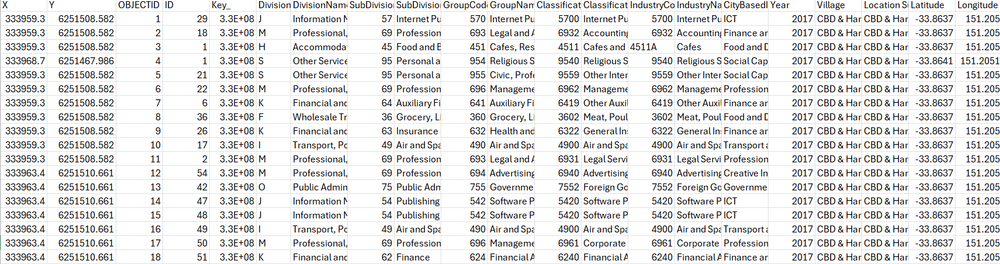 X Y OBJECTID ID Key_ Division DivisionName SubDivisio SubDivision GroupCode GroupNam Classificat Classificat IndustryCo IndustryNa CityBasedI Year Village Location Su Latitude Longitude
333959.3 6251508.582 1 29 3.3E+08 J Information M 57 Internet Pu 570 Internet Pu 5700 Internet Pu 5700 Internet Pu ICT 2017 CBD & Har CBD & Har -33.8637 151.205
333959.3 6251508.582 2 18 3.3E+08 M Professional, 69 Profession 693 Legal and A 6932 Accounting 6932 Accounting Finance an 2017 CBD & Har CBD & Har -33.8637 151.205
333959.3 6251508.582 3 1 3.3E+08 H Accommoda 45 Food and B 451 Cafes, Res 4511 Cafes and 4511A Cafes Food and D 2017 CBD & Har CBD & Har -33.8637 151.205
333968.7 6251467.986 4 1 3.3E+08 S Other Service 95 Personal a 954 Religious S 9540 Religious S 9540 Religious S Social Cap 2017 CBD & Har CBD & Har -33.8641 151.2051
333959.3 6251508.582 5 21 3.3E+08 S Other Service 95 Personal a 955 Civic, Profe 9559 Other Inter 9559 Other Inter Social Cap 2017 CBD & Har CBD & Har -33.8637 151.205
333959.3 6251508.582 6 22 3.3E+08 M Professional, 69 Profession 696 Manageme 6962 Manageme 6962 Manageme Profession 2017 CBD & Har CBD & Har -33.8637 151.205
333959.3 6251508.582 7 6 3.3E+08 K Financial and 64 Auxiliary Fi 641 Auxiliary Fi 6419 Other Auxil 6419 Other Auxil Finance an 2017 CBD & Har CBD & Har -33.8637 151.205
333959.3 6251508.582 8 36 3.3E+08 F Wholesale Tr 36 Grocery, Li 360 Grocery, Li 3602 Meat, Poul 3602 Meat, Poul Food and D 2017 CBD & Har CBD & Har -33.8637 151.205
333959.3 6251508.582 9 26 3.3E+08 K Financial and 63 Insurance 632 Health and 6322 General In 6322 General In Finance an 2017 CBD & Har CBD & Har -33.8637 151.205
333959.3 6251508.582 10 17 3.3E+08 I Transport, Po 49 Air and Spa 490 Air and Spa 4900 Air and Spa 4900 Air and Spa Transport a 2017 CBD & Har CBD & Har -33.8637 151.205
333959.3 6251508.582 11 2 3.3E+08 M Professional, 69 Profession 693 Legal and A 6931 Legal Servi 6931 Legal Servi Profession 2017 CBD & Har CBD & Har -33.8637 151.205
333963.4 6251510.661 12 54 3.3E+08 M Professional, 69 Profession 694 Advertising 6940 Advertising 6940 Advertising Creative In 2017 CBD & Har CBD & Har -33.8637 151.205
333963.4 6251510.661 13 42 3.3E+08 O Public Admin 75 Public Adm 755 Governme 7552 Foreign Go 7552 Foreign Go Governme 2017 CBD & Har CBD & Har -33.8637 151.205
333963.4 6251510.661 14 47 3.3E+08 J Information M 54 Publishing 542 Software P 5420 Software P 5420 Software P ICT 2017 CBD & Har CBD & Har -33.8637 151.205
333963.4 6251510.661 15 48 3.3E+08 J Information M 54 Publishing 542 Software P 5420 Software P 5420 Software P ICT 2017 CBD & Har CBD & Har -33.8637 151.205
333963.4 6251510.661 16 49 3.3E+08 I Transport, Po 49 Air and Spa 490 Air and Spa 4900 Air and Spa 4900 Air and Spa Transport a 2017 CBD & Har CBD & Har -33.8637 151.205
333963.4 6251510.661 17 50 3.3E+08 M Professional, 69 Profession 696 Manageme 6961 Corporate 6961 Corporate Profession 2017 CBD & Har CBD & Har -33.8637 151.205
333963.4 6251510.661 18 51 3.3E+08 K Financial and 62 Finance 624 Financial A 6240 Financial A 6240 Financial A Finance an 2017 CBD & Har CBD & Har -33.8637 151.205